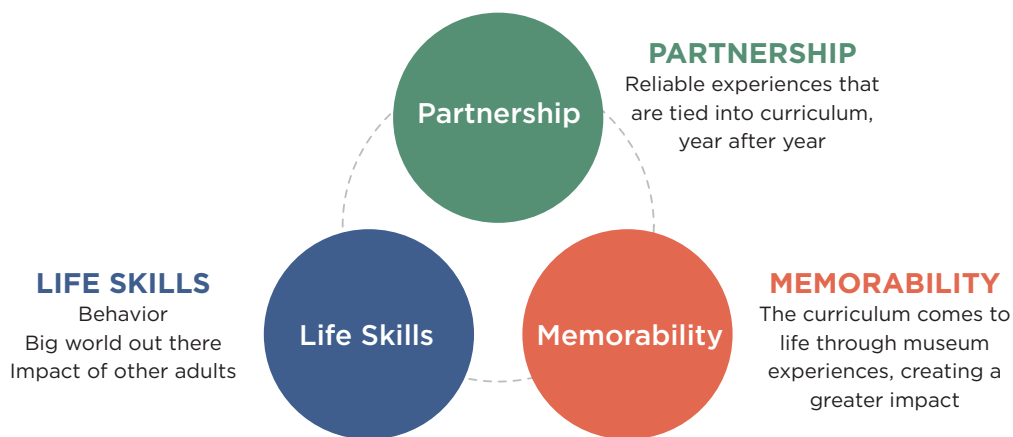 Partnership
PARTNERSHIP
Reliable experiences that
are tied into curriculum,
year after year
LIFE SKILLS
Behavior
Big world out there
Impact of other adults
Life Skills
Memorability
MEMORABILITY
The curriculum comes to
life through museum
experiences, creating a
greater impact